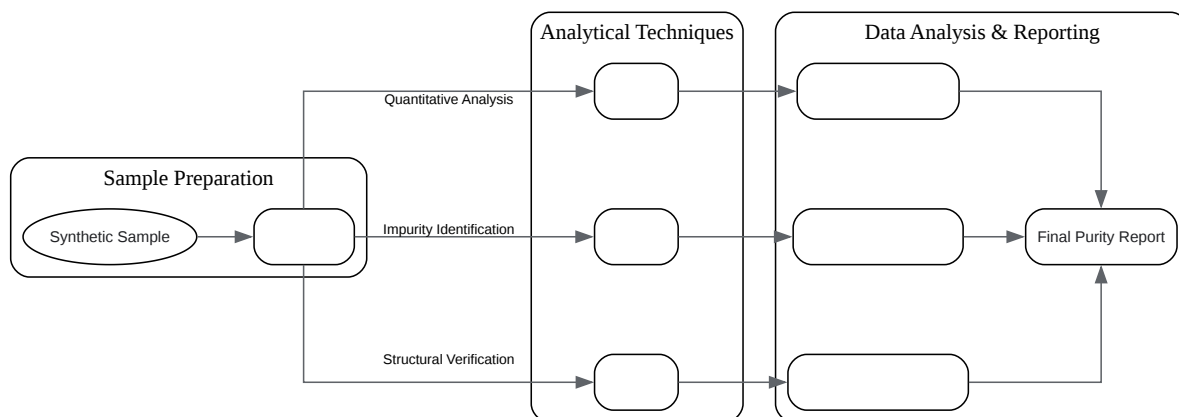 Analytical Techniques
Data Analysis & Reporting
Quantitative Analysis
Sample Preparation
Synthetic Sample
Impurity Identification
Final Purity Report
Structural Verification